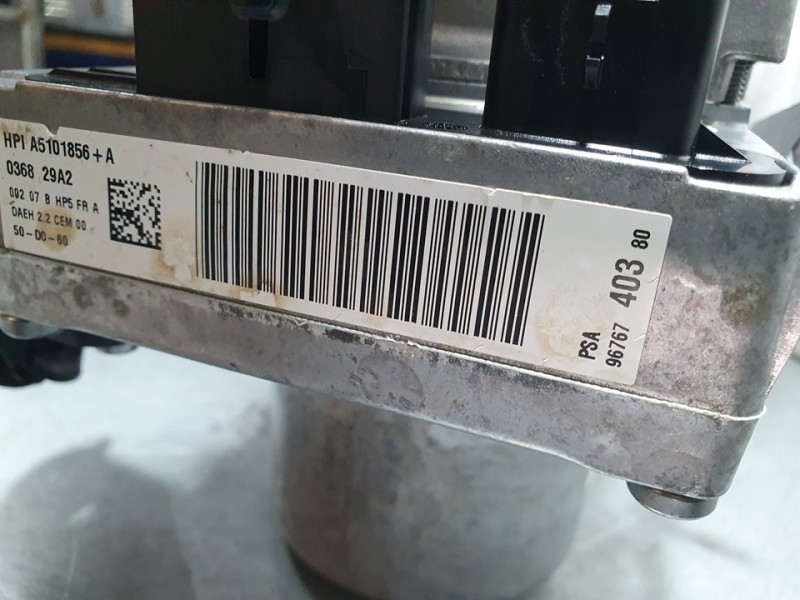 HPI A5101856+A
0368 29A2
092 07 B HP5 FR A
DAEH 2.2 CEM 00
50-D0-60
PSA
96767 403 80